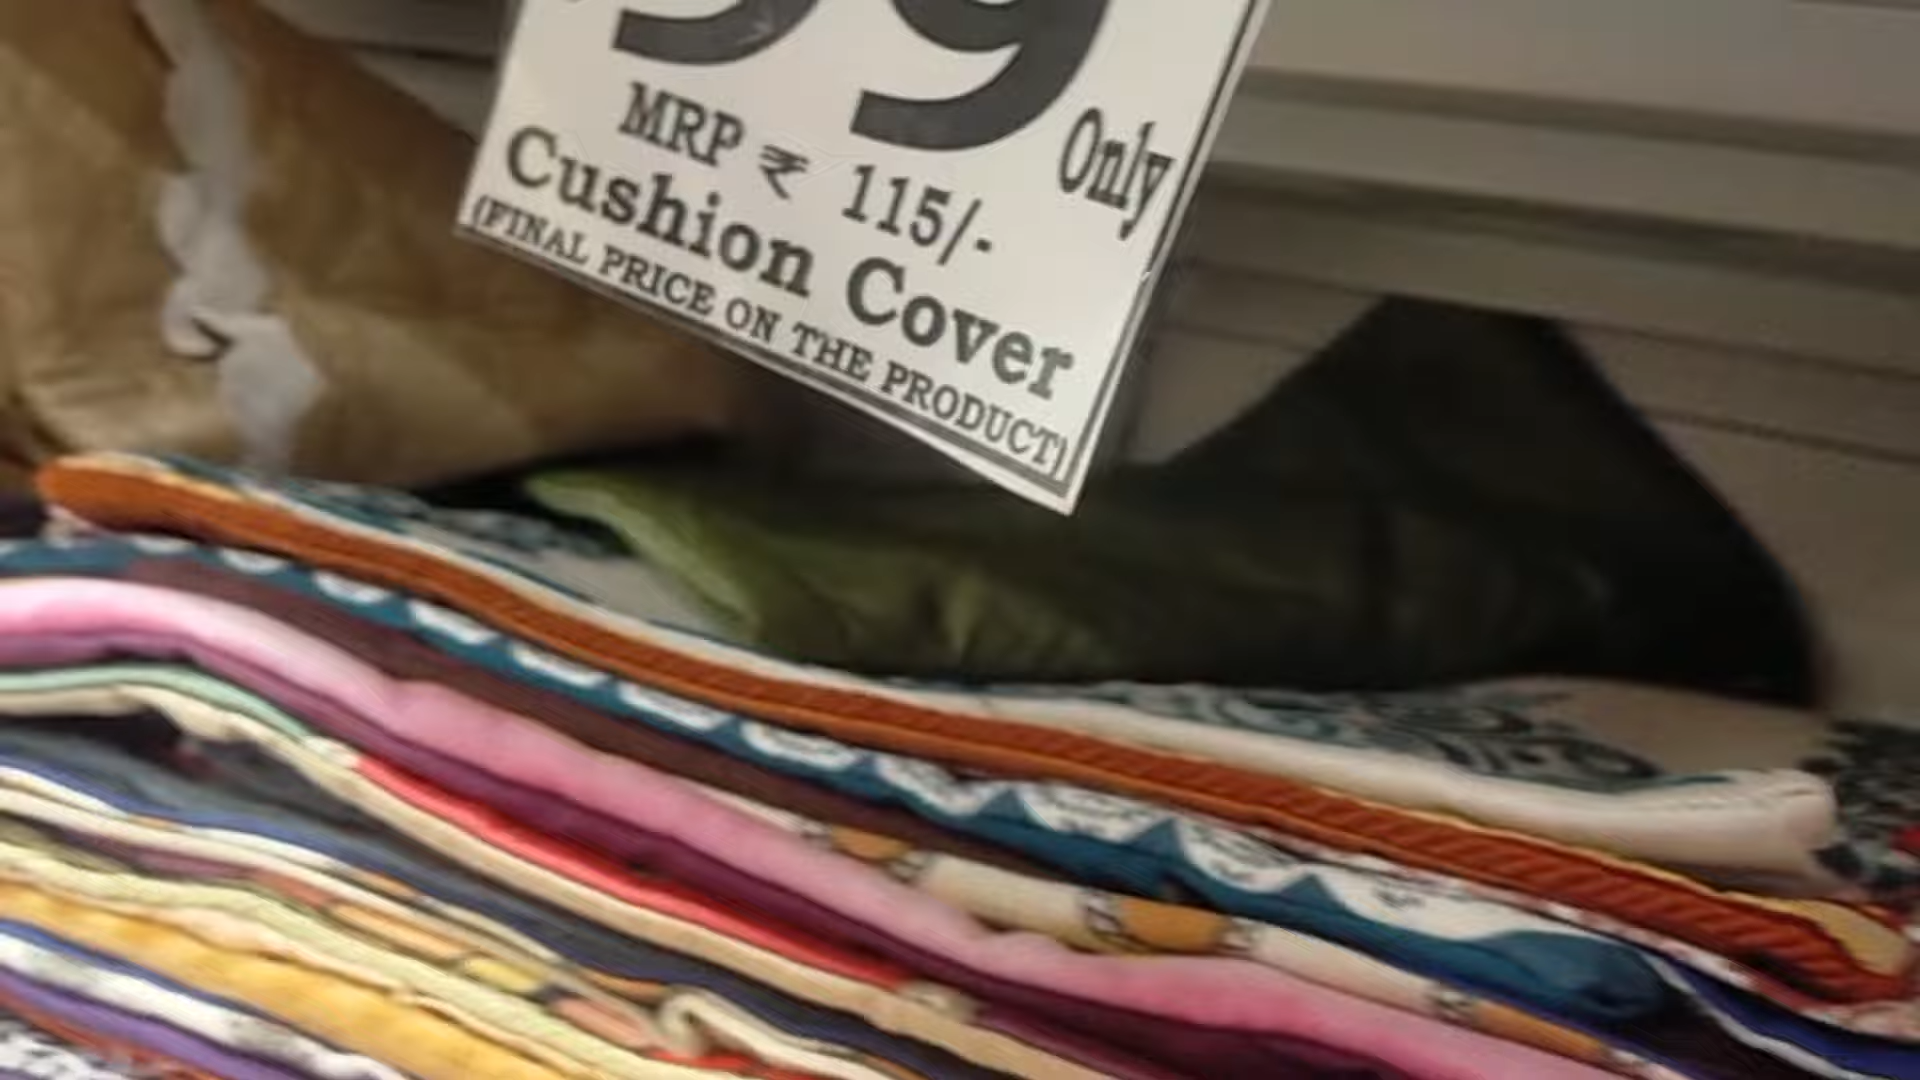 Only
MRP ₹ 115/-
Cushion Cover
(FINAL PRICE ON THE PRODUCT)